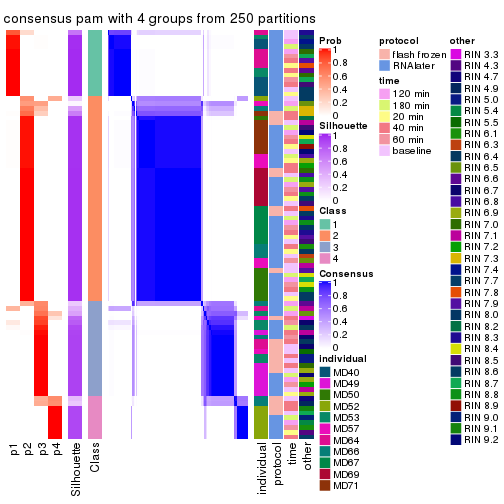 consensus pam with 4 groups from 250 partitions
Prob
1
0.8
0.6
0.4
0.2
0
Silhouette
1
0.8
0.6
0.4
0.2
0
Class
1
2
3
4
Consensus
1
0.8
0.6
0.4
0.2
0
individual
MD40
MD49
MD50
MD52
MD53
MD57
MD64
MD66
MD67
MD69
MD71
protocol
flash frozen
RNAlater
time
120 min
180 min
20 min
40 min
60 min
baseline
other
RIN 3.3
RIN 4.3
RIN 4.7
RIN 4.9
RIN 5.0
RIN 5.4
RIN 5.5
RIN 6.1
RIN 6.3
RIN 6.4
RIN 6.5
RIN 6.6
RIN 6.7
RIN 6.8
RIN 6.9
RIN 7.0
RIN 7.1
RIN 7.2
RIN 7.3
RIN 7.4
RIN 7.7
RIN 7.8
RIN 7.9
RIN 8.0
RIN 8.2
RIN 8.3
RIN 8.4
RIN 8.5
RIN 8.6
RIN 8.7
RIN 8.8
RIN 8.9
RIN 9.0
RIN 9.1
RIN 9.2
p1
p2
p3
p4
Silhouette
Class
individual
protocol
time
other